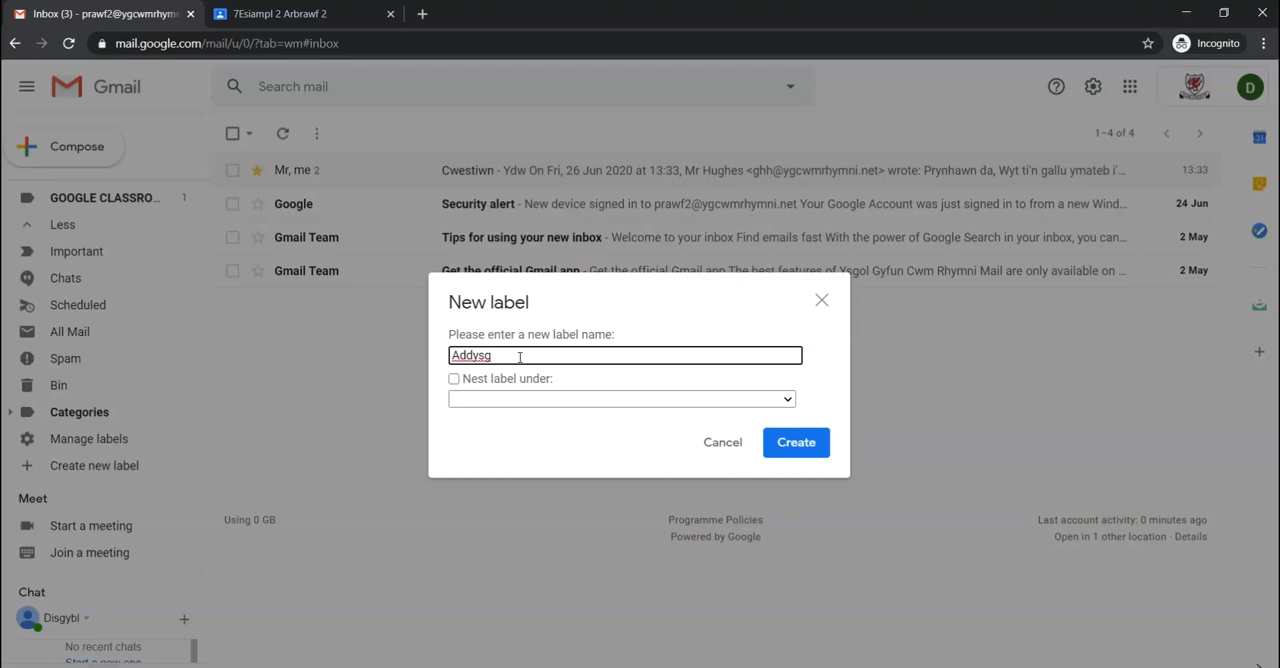 Inbox (3) - prawf2@ygcwmrhym
7Esiampl 2 Arbrawf 2
mail.google.com/mail/u/0/?tab=wm#inbox
Incognito
Gmail
Search mail
D
Compose
1–4 of 4
GOOGLE CLASSRO... 1
Less
Important
Chats
Scheduled
All Mail
Spam
Bin
Categories
Manage labels
Create new label
Mr, me 2 Cwestiwn - Ydw On Fri, 26 Jun 2020 at 13:33, Mr Hughes <ghh@ygcwmrhymni.net> wrote: Prynhawn da, Wyt ti'n gallu ymateb i'... 13:33
Google Security alert - New device signed in to prawf2@ygcwmrhymni.net Your Google Account was just signed in to from a new Wind... 24 Jun
Gmail Team Tips for using your new inbox - Welcome to your inbox Find emails fast With the power of Google Search in your inbox, you can... 2 May
Gmail Team Get the official Gmail app - Get the official Gmail app The best features of Ysgol Gyfun Cwm Rhymni Mail are only available on ... 2 May
New label
Please enter a new label name:
Addysg
Nest label under:
Cancel
Create
Using 0 GB
Programme Policies
Powered by Google
Last account activity: 0 minutes ago
Open in 1 other location · Details
Meet
Start a meeting
Join a meeting
Chat
Disgybl
No recent chats
Start a new one